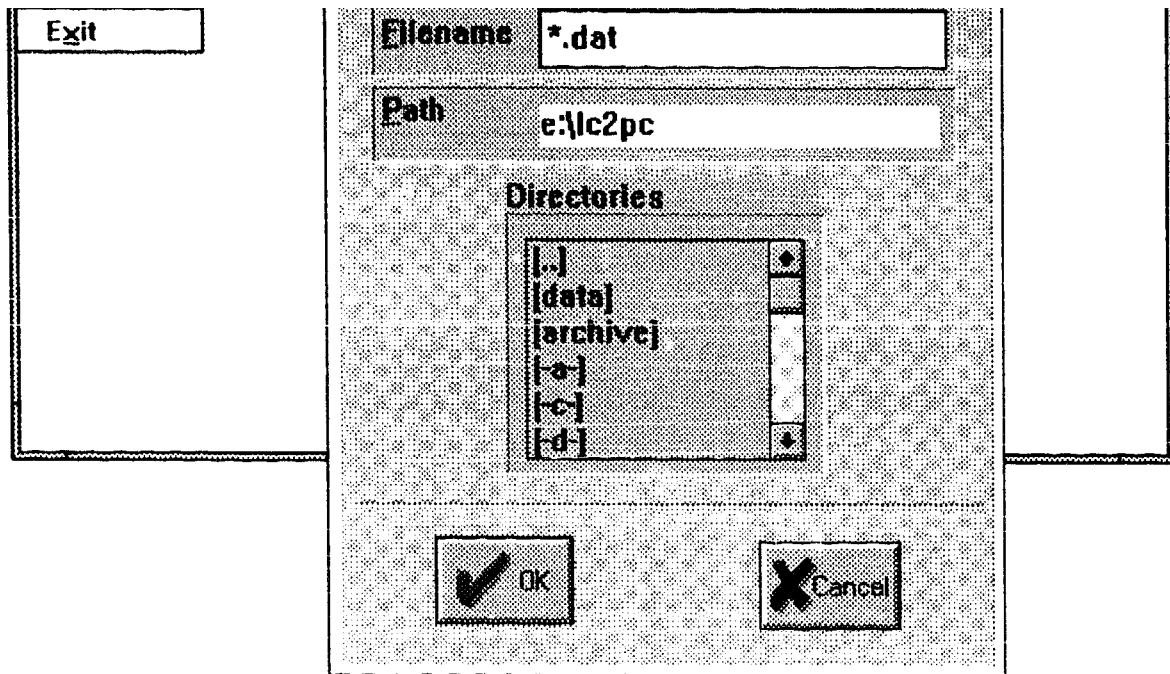 Exit
Filename *.dat
Path e:\lc2pc
Directories
[..]
[data]
[archive]
[-a-]
[-c-]
[-d-]
OK Cancel